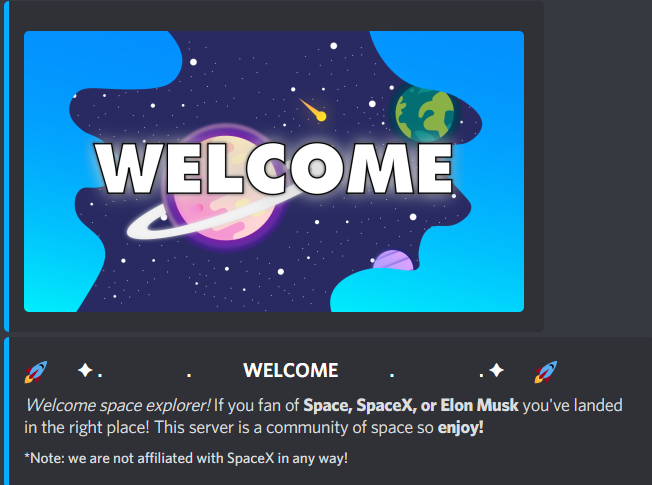 WELCOME
🚀 ✦ . . WELCOME . . ✦ 🚀
Welcome space explorer! If you fan of Space, SpaceX, or Elon Musk you've landed
in the right place! This server is a community of space so enjoy!
*Note: we are not affiliated with SpaceX in any way!